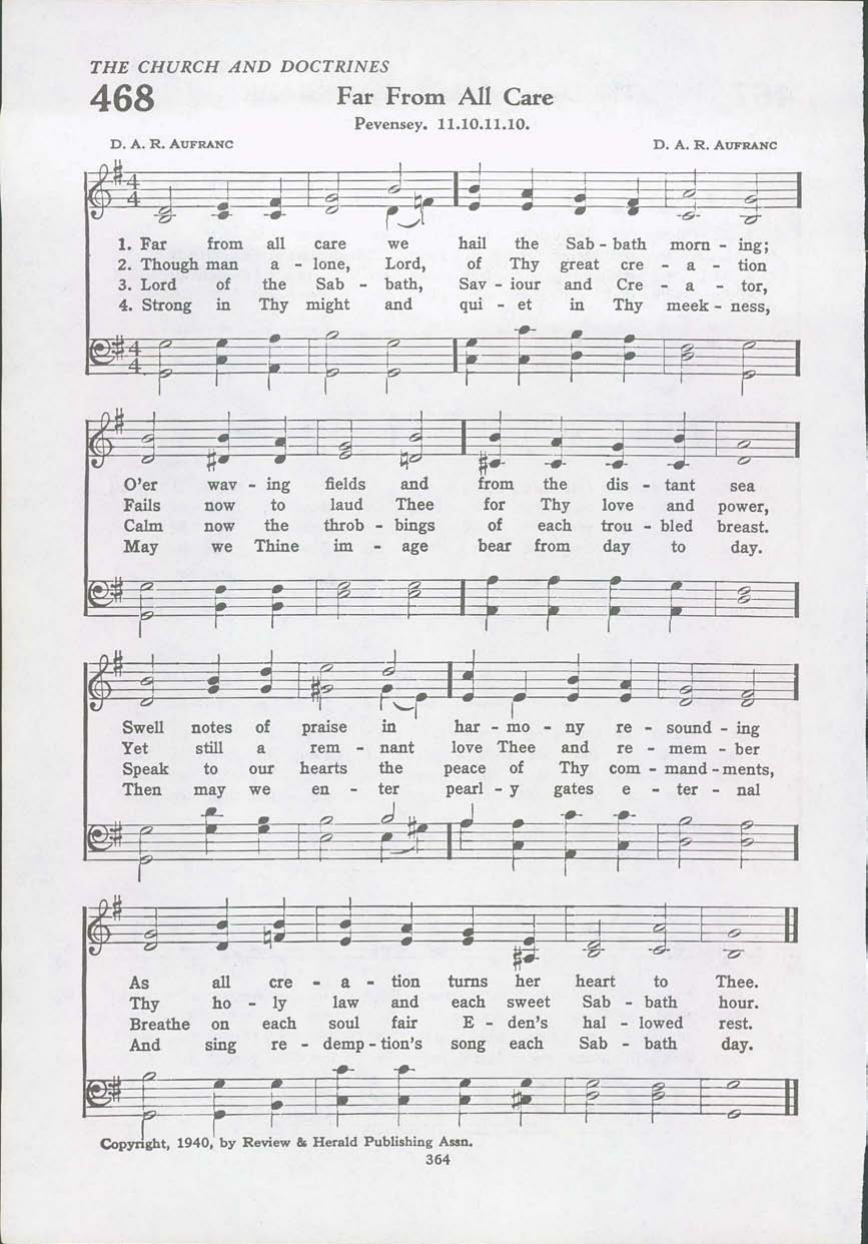 THE CHURCH AND DOCTRINES
468 Far From All Care
Pevensey. 11.10.11.10.
D. A. R. AUFRANC D. A. R. AUFRANC
1. Far from all care we hail the Sab - bath morn - ing;
2. Though man a - lone, Lord, of Thy great cre - a - tion
3. Lord of the Sab - bath, Sav - iour and Cre - a - tor,
4. Strong in Thy might and qui - et in Thy meek - ness,
O'er wav - ing fields and from the dis - tant sea
Fails now to laud Thee for Thy love and power,
Calm now the throb - bings of each trou - bled breast.
May we Thine im - age bear from day to day.
Swell notes of praise in har - mo - ny re - sound - ing
Yet still a rem - nant love Thee and re - mem - ber
Speak to our hearts the peace of Thy com - mand - ments,
Then may we en - ter pearl - y gates e - ter - nal
As all cre - a - tion turns her heart to Thee.
Thy ho - ly law and each sweet Sab - bath hour.
Breathe on each soul fair E - den's hal - lowed rest.
And sing re - demp - tion's song each Sab - bath day.
Copyright, 1940, by Review & Herald Publishing Assn.
364